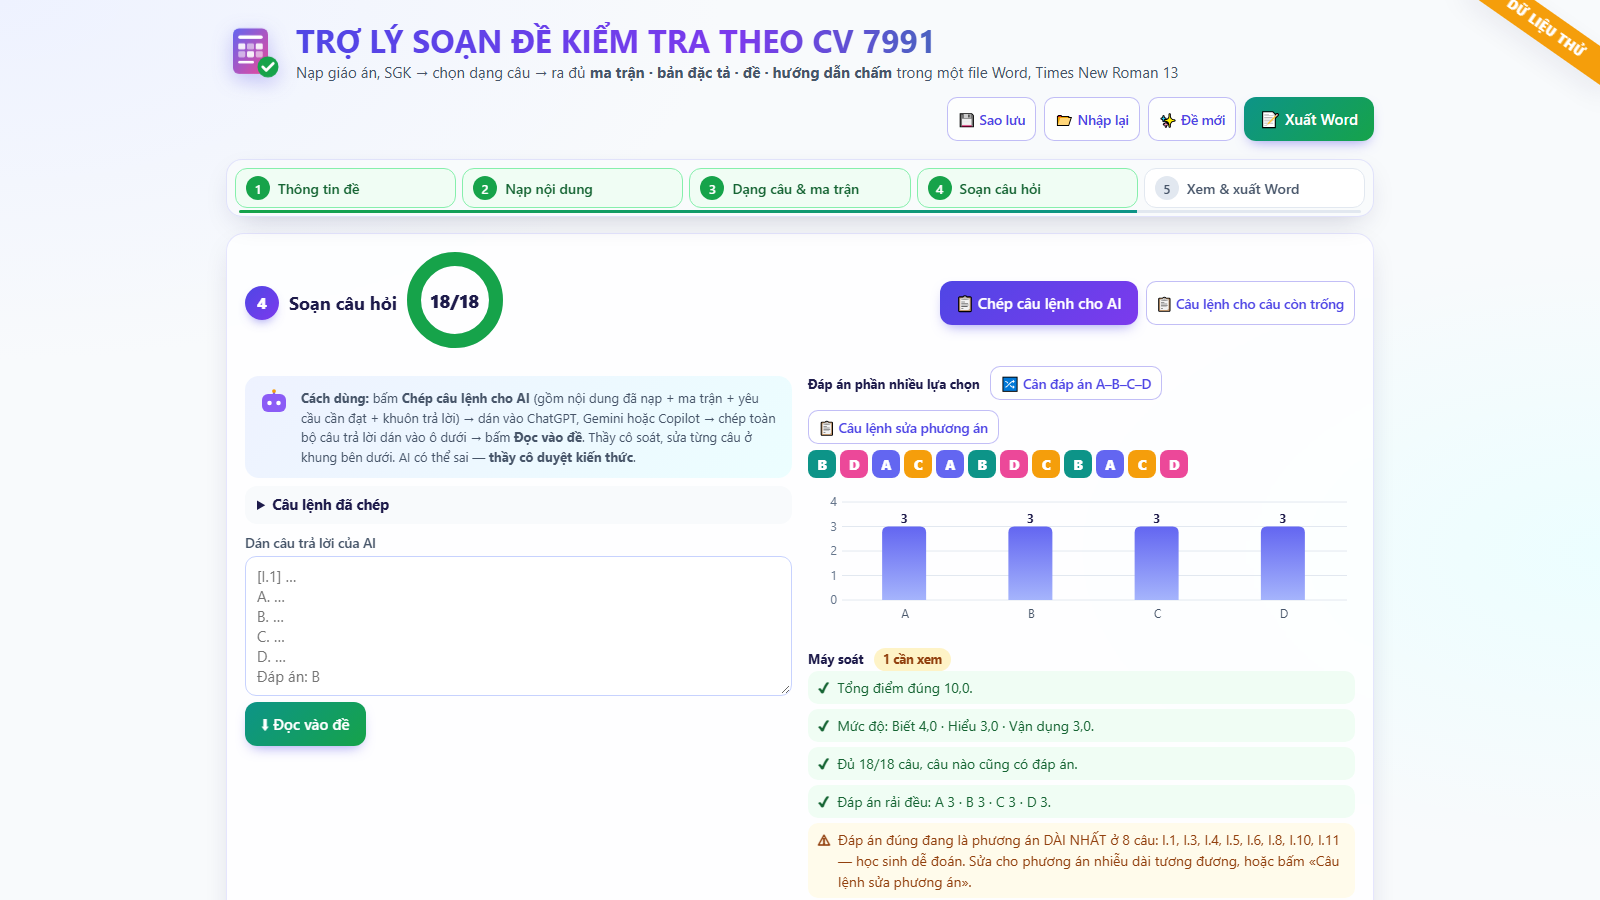 DỮ LIỆU THỬ
TRỢ LÝ SOẠN ĐỀ KIỂM TRA THEO CV 7991
Nạp giáo án, SGK → chọn dạng câu → ra đủ ma trận · bản đặc tả · đề · hướng dẫn chấm trong một file Word, Times New Roman 13
Sao lưu
Nhập lại
Đề mới
Xuất Word
1 Thông tin đề
2 Nạp nội dung
3 Dạng câu & ma trận
4 Soạn câu hỏi
5 Xem & xuất Word
4 Soạn câu hỏi
18/18
Chép câu lệnh cho AI
Câu lệnh cho câu còn trống
Cách dùng: bấm Chép câu lệnh cho AI (gồm nội dung đã nạp + ma trận + yêu
cầu cần đạt + khuôn trả lời) → dán vào ChatGPT, Gemini hoặc Copilot → chép toàn
bộ câu trả lời dán vào ô dưới → bấm Đọc vào đề. Thầy cô soát, sửa từng câu ở
khung bên dưới. AI có thể sai — thầy cô duyệt kiến thức.
Câu lệnh đã chép
Dán câu trả lời của AI
[I.1] ...
A. ...
B. ...
C. ...
D. ...
Đáp án: B
Đọc vào đề
Đáp án phần nhiều lựa chọn
Cân đáp án A–B–C–D
Câu lệnh sửa phương án
B D A C A B D C B A C D
4
3
2
1
0
3 3 3 3
A B C D
Máy soát
1 cần xem
✓ Tổng điểm đúng 10,0.
✓ Mức độ: Biết 4,0 · Hiểu 3,0 · Vận dụng 3,0.
✓ Đủ 18/18 câu, câu nào cũng có đáp án.
✓ Đáp án rải đều: A 3 · B 3 · C 3 · D 3.
⚠ Đáp án đúng đang là phương án DÀI NHẤT ở 8 câu: I.1, I.3, I.4, I.5, I.6, I.8, I.10, I.11
— học sinh dễ đoán. Sửa cho phương án nhiễu dài tương đương, hoặc bấm «Câu
lệnh sửa phương án».